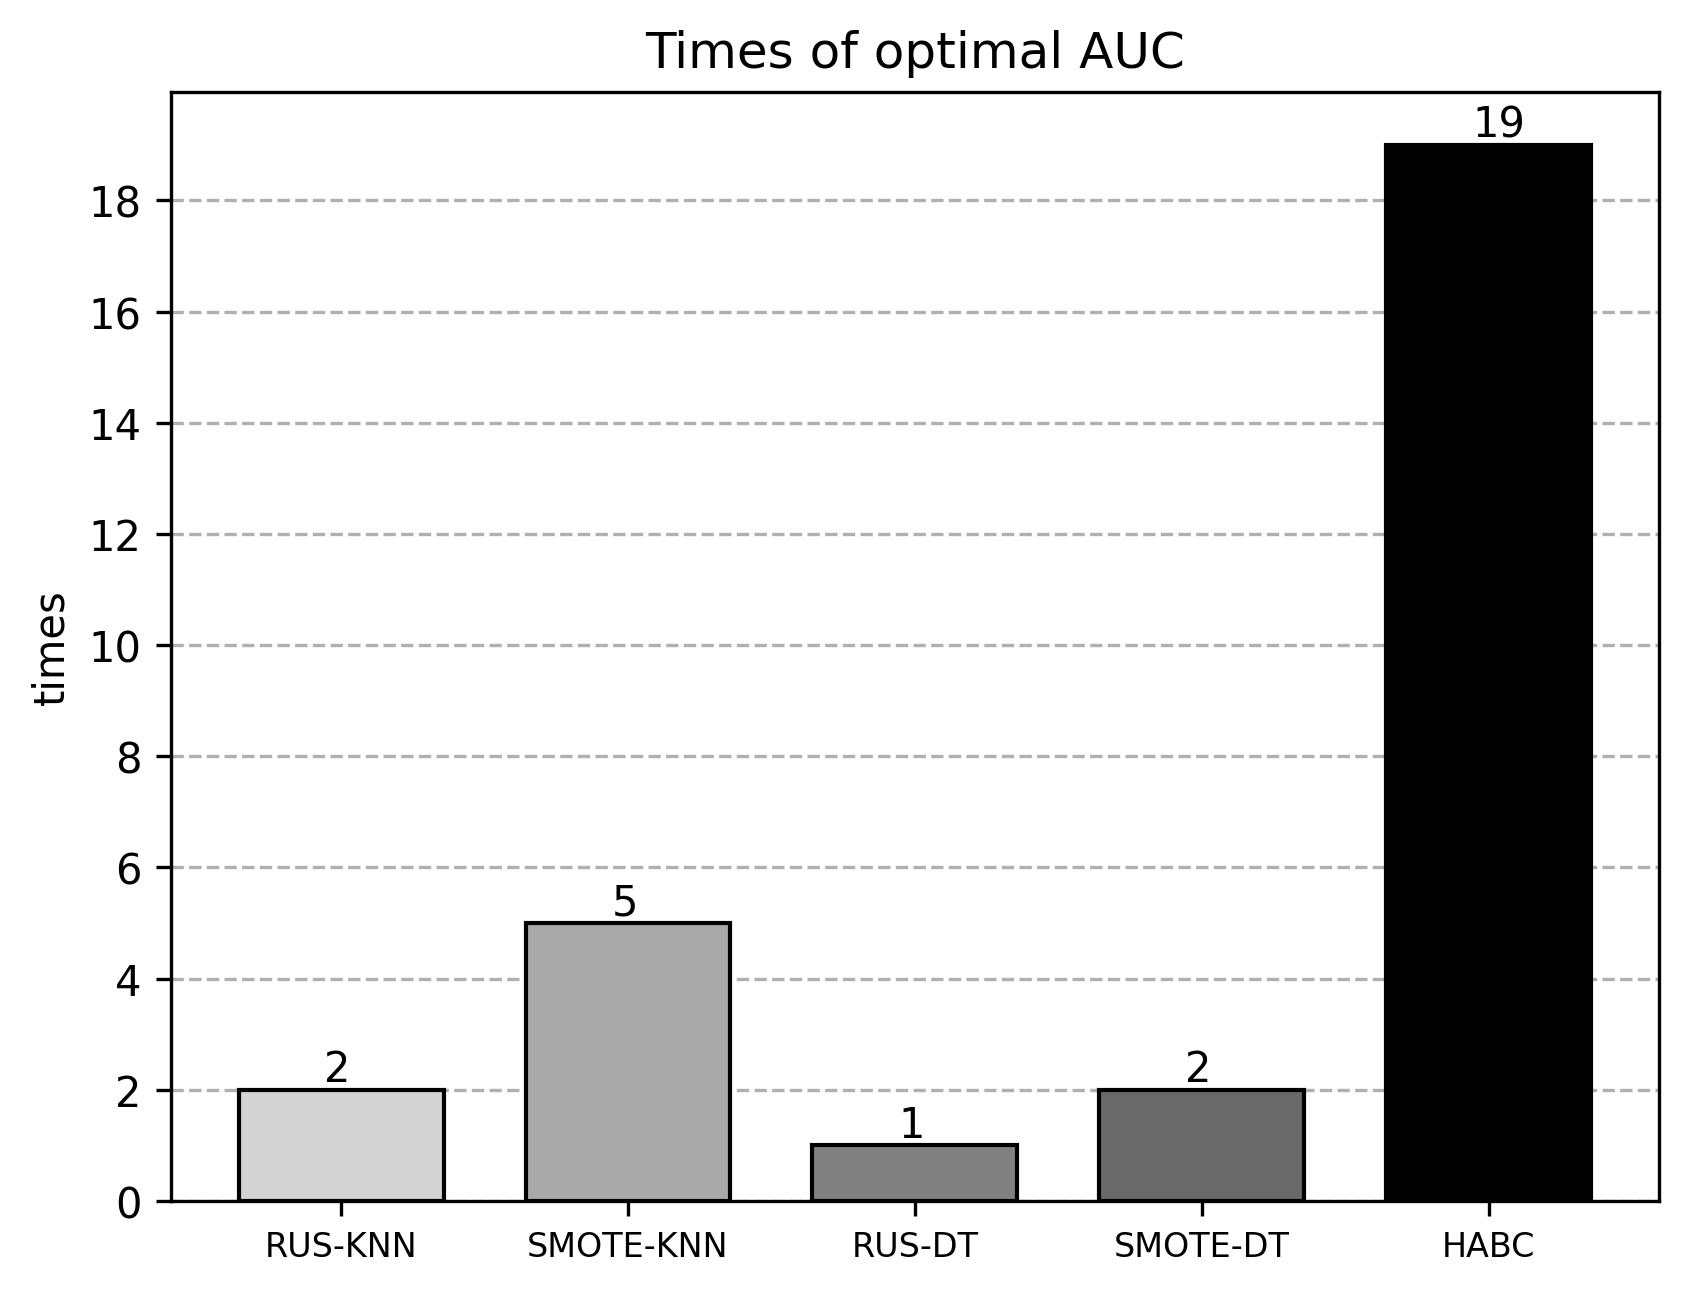 Times of optimal AUC
19
18
16
14
12
10
8
6
4
2
0
times
5
2
2
1
RUS-KNN
SMOTE-KNN
RUS-DT
SMOTE-DT
HABC